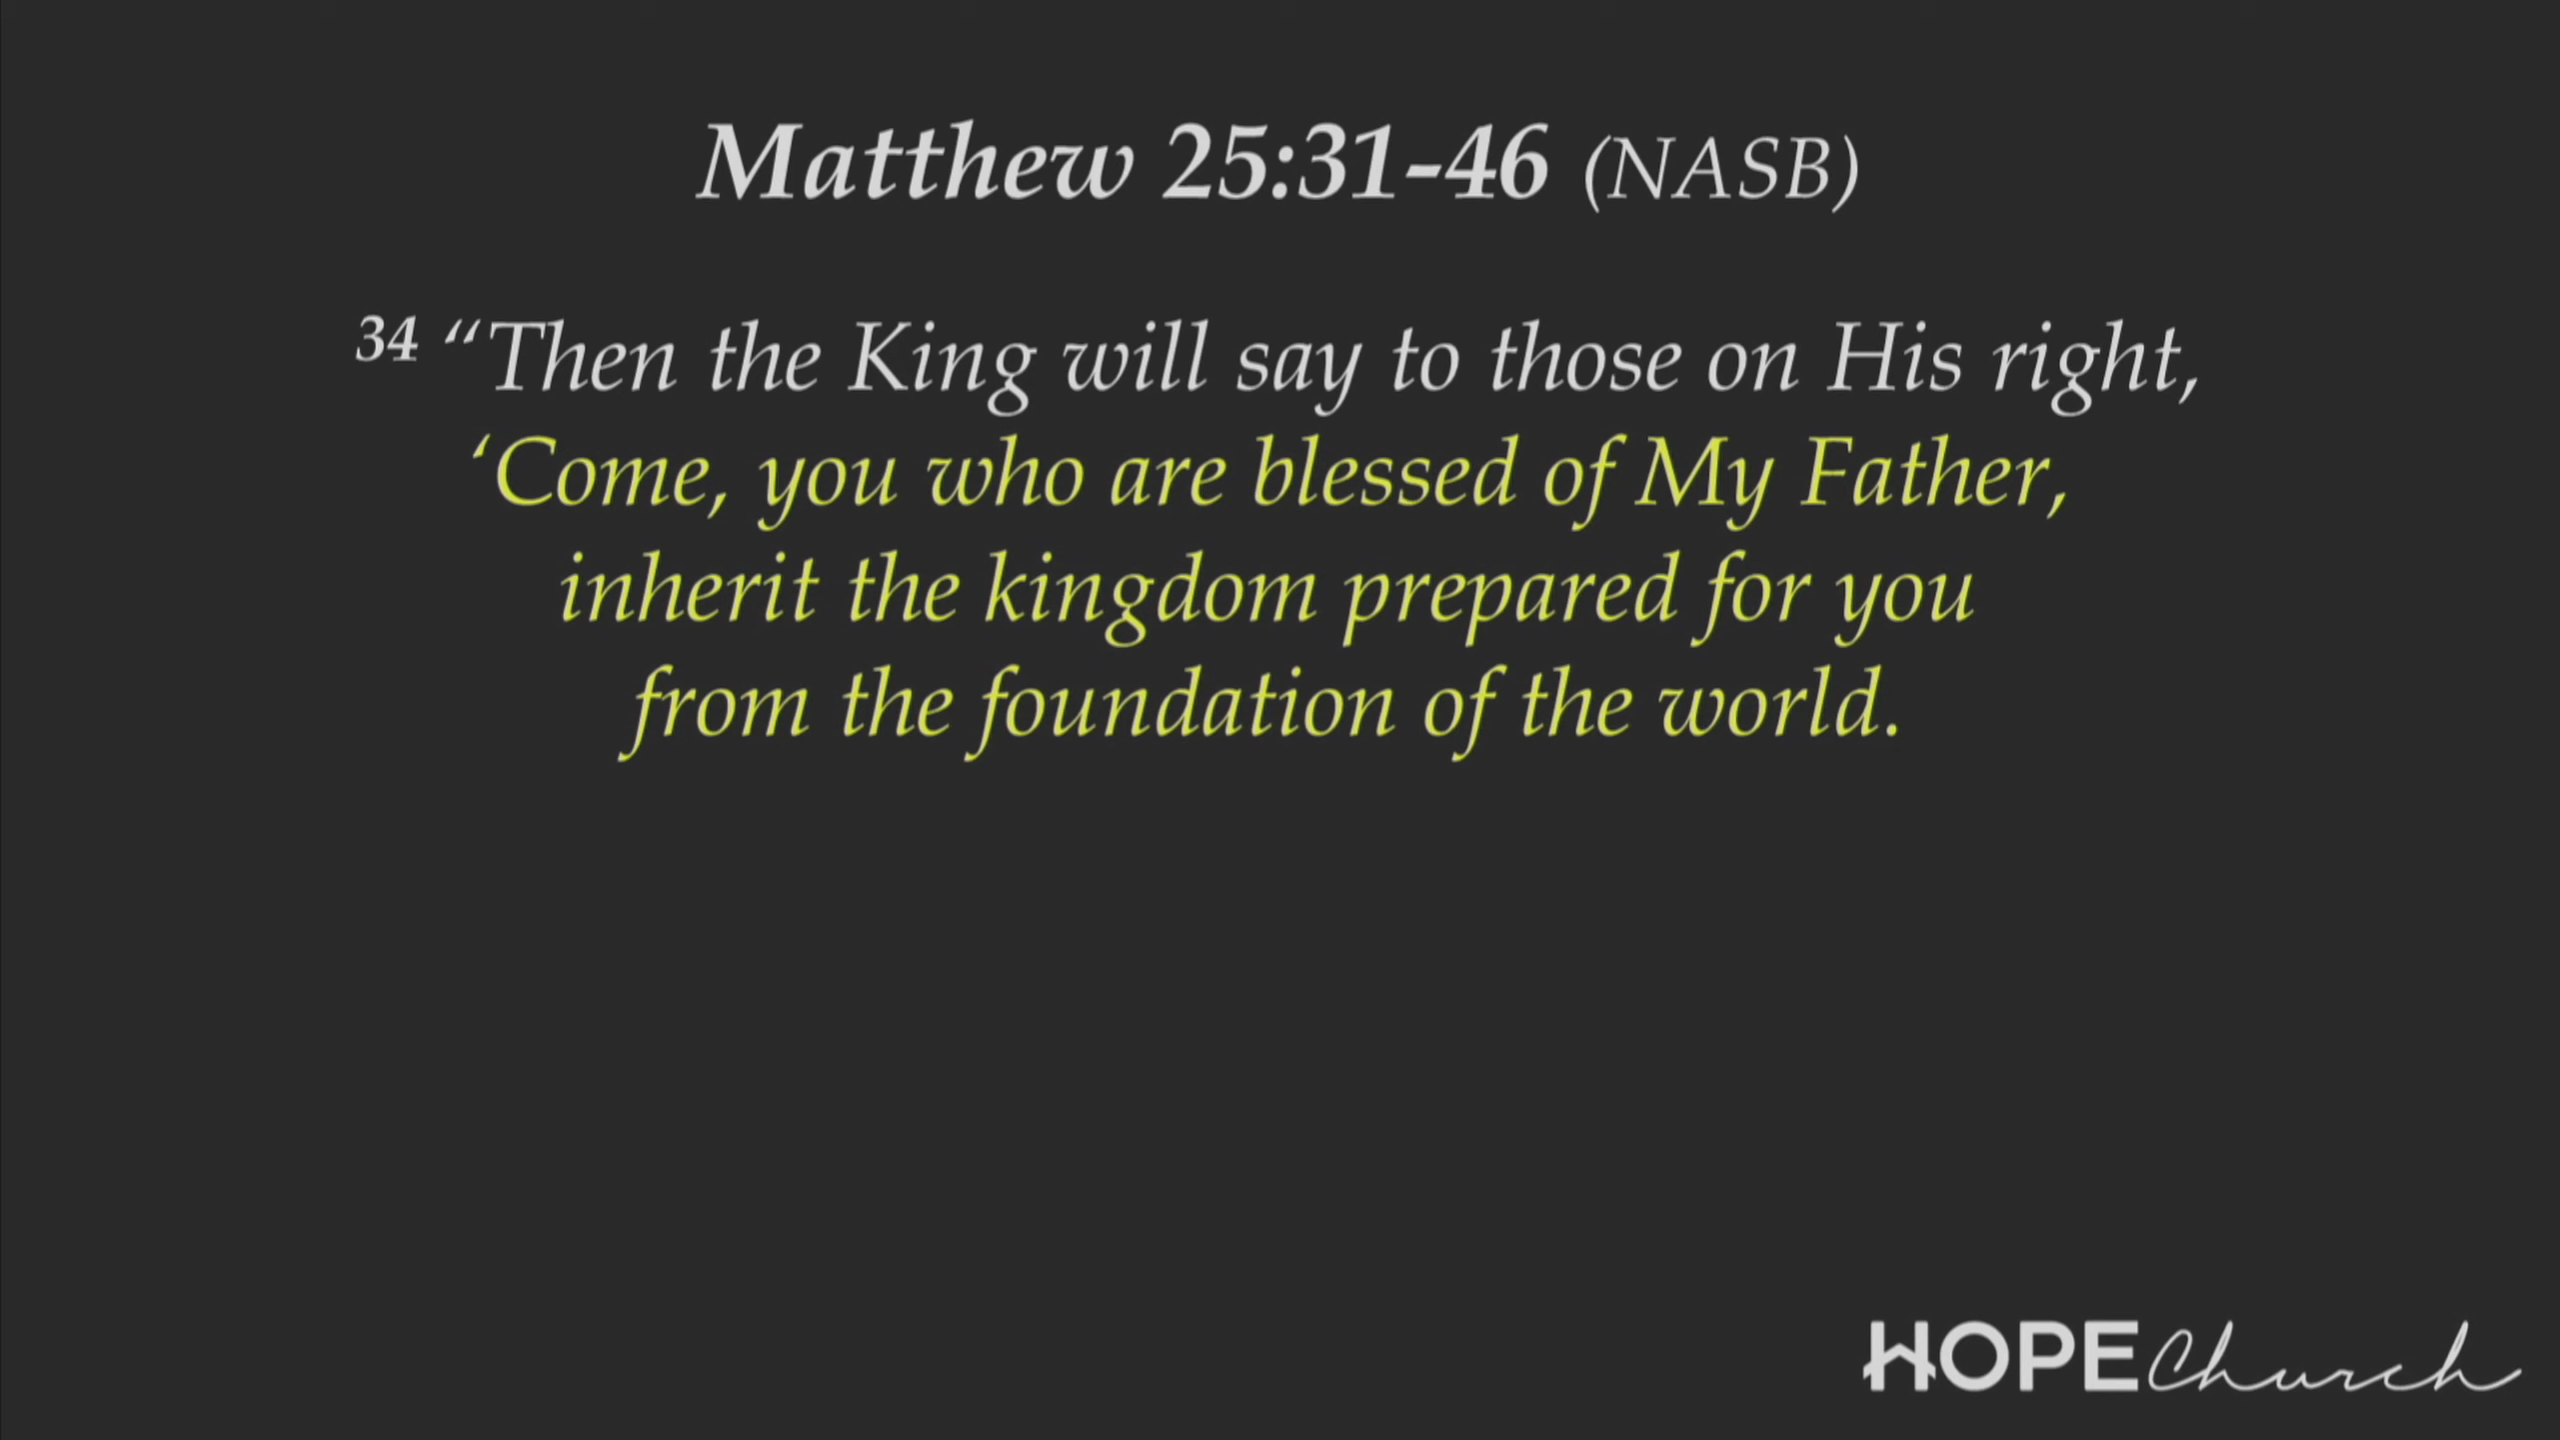 Matthew 25:31-46 (NASB)
34 “Then the King will say to those on His right,
‘Come, you who are blessed of My Father,
inherit the kingdom prepared for you
from the foundation of the world.
HOPE Church